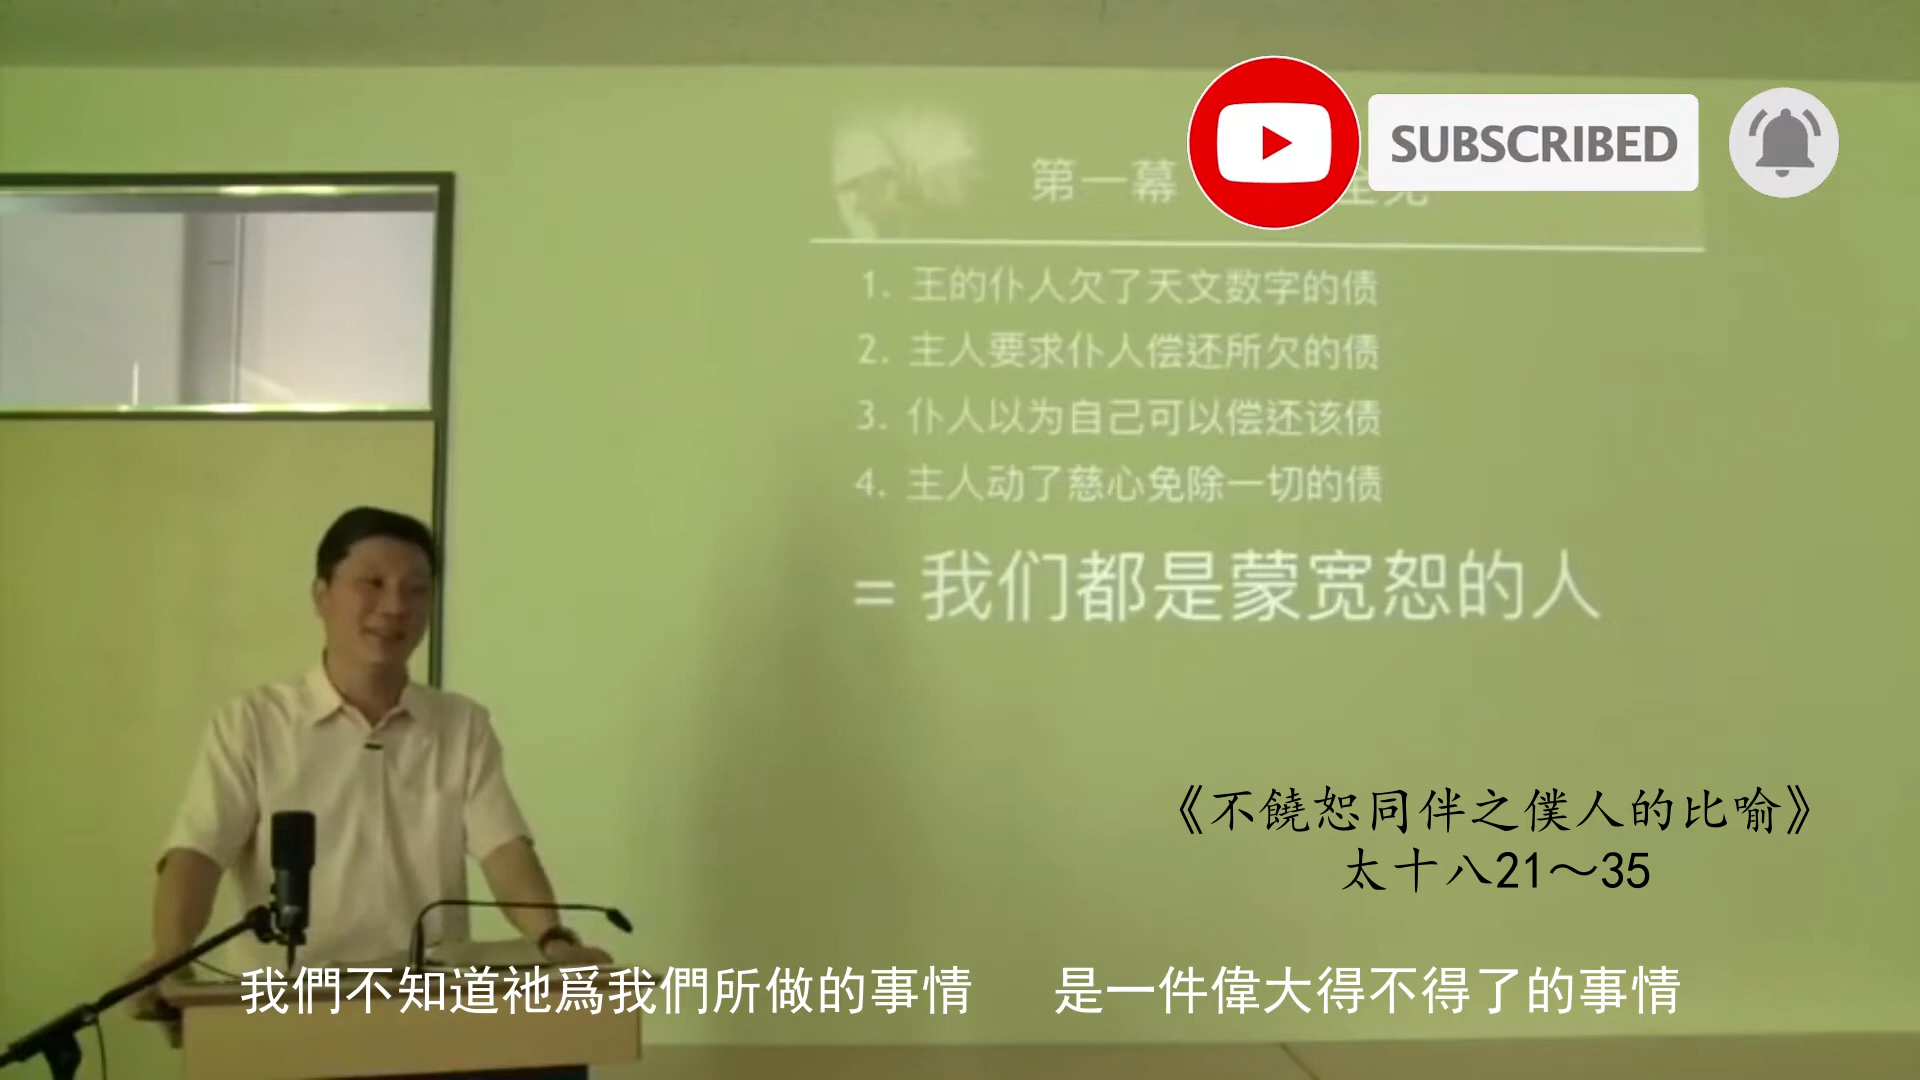 SUBSCRIBED
第一幕
1. 王的仆人欠了天文数字的债
2. 主人要求仆人偿还所欠的债
3. 仆人以为自己可以偿还该债
4. 主人动了慈心免除一切的债
= 我们都是蒙宽恕的人
《不饒恕同伴之僕人的比喻》
太十八21～35
我們不知道祂爲我們所做的事情 是一件偉大得不得了的事情